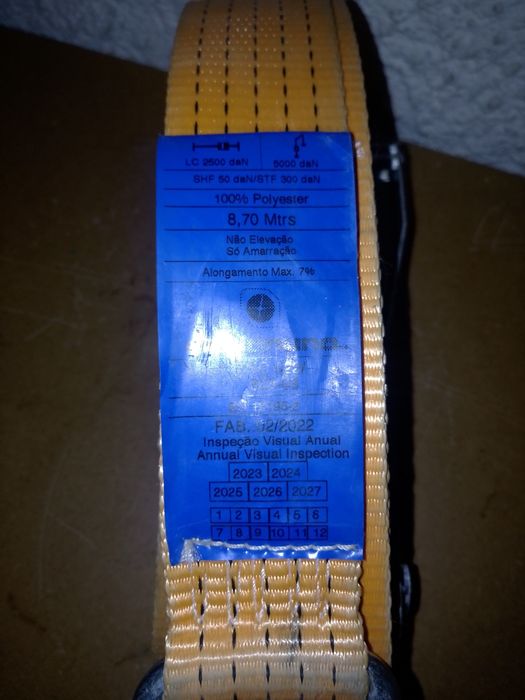 LC 2500 daN 5000 daN
SHF 50 daN/STF 300 daN
100% Polyester
8,70 Mtrs
Não Elevação
Só Amarração
Alongamento Max. 7%
FAB. 02/2022
Inspeção Visual Anual
Annual Visual Inspection
2023 2024
2025 2026 2027
1 2 3 4 5 6
7 8 9 10 11 12